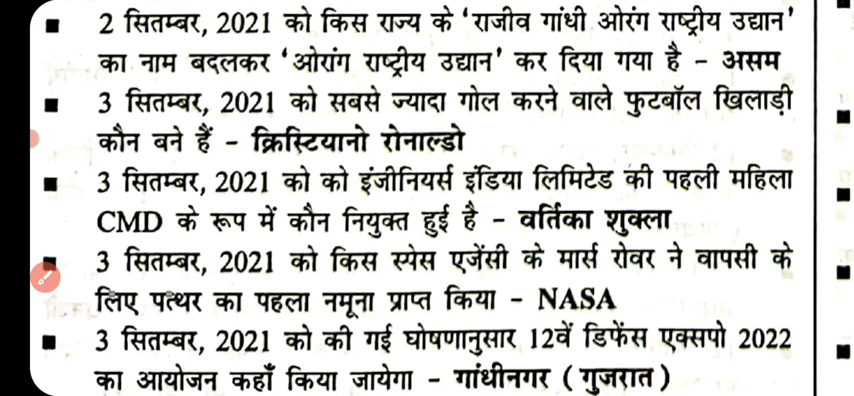 ▪ 2 सितम्बर, 2021 को किस राज्य के ‘राजीव गांधी ओरंग राष्ट्रीय उद्यान’
का नाम बदलकर ‘ओरांग राष्ट्रीय उद्यान’ कर दिया गया है – असम
▪ 3 सितम्बर, 2021 को सबसे ज्यादा गोल करने वाले फुटबॉल खिलाड़ी
कौन बने हैं – क्रिस्टियानो रोनाल्डो
▪ 3 सितम्बर, 2021 को को इंजीनियर्स इंडिया लिमिटेड की पहली महिला
CMD के रूप में कौन नियुक्त हुई है – वर्तिका शुक्ला
▪ 3 सितम्बर, 2021 को किस स्पेस एजेंसी के मार्स रोवर ने वापसी के
लिए पत्थर का पहला नमूना प्राप्त किया – NASA
▪ 3 सितम्बर, 2021 को की गई घोषणानुसार 12वें डिफेंस एक्सपो 2022
का आयोजन कहाँ किया जायेगा – गांधीनगर ( गुजरात )